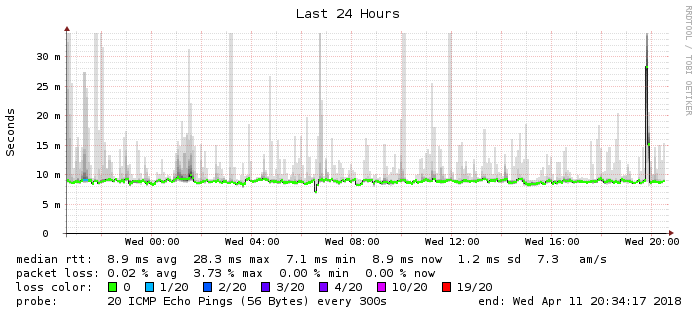 Last 24 Hours
RRDTOOL / TOBI OETIKER
Seconds
30 m
25 m
20 m
15 m
10 m
5 m
0
Wed 00:00 Wed 04:00 Wed 08:00 Wed 12:00 Wed 16:00 Wed 20:00
median rtt: 8.9 ms avg 28.3 ms max 7.1 ms min 8.9 ms now 1.2 ms sd 7.3 am/s
packet loss: 0.02 % avg 3.73 % max 0.00 % min 0.00 % now
loss color: 0 1/20 2/20 3/20 4/20 10/20 19/20
probe: 20 ICMP Echo Pings (56 Bytes) every 300s end: Wed Apr 11 20:34:17 2018